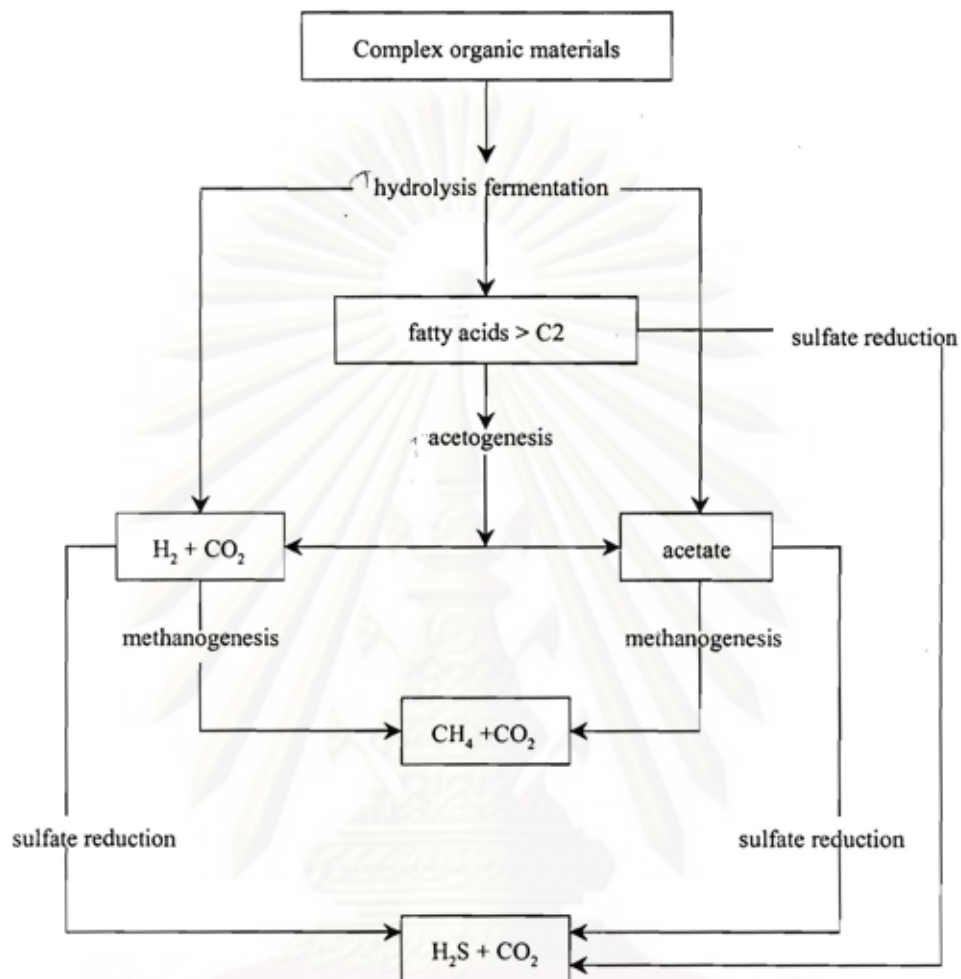 Complex organic materials
hydrolysis fermentation
fatty acids > C2
sulfate reduction
acetogenesis
H₂ + CO₂
acetate
methanogenesis
methanogenesis
CH₄ +CO₂
sulfate reduction
sulfate reduction
H₂S + CO₂